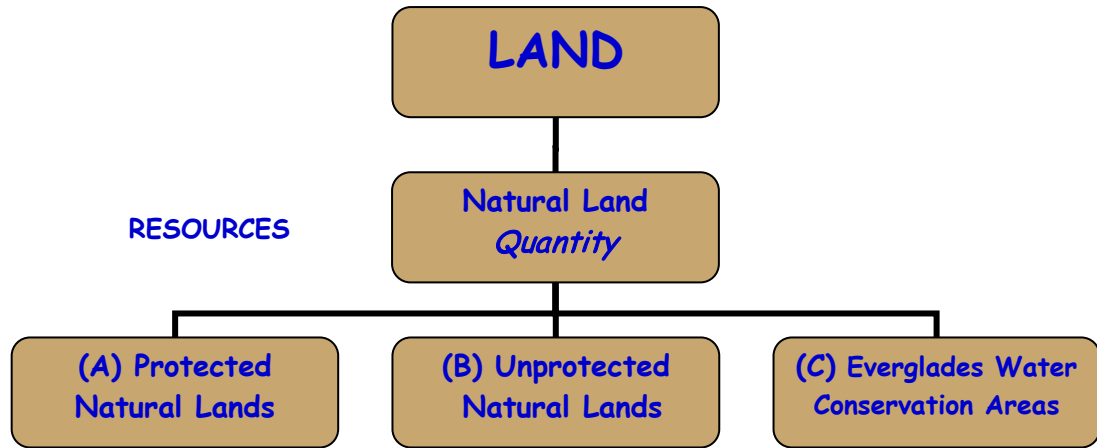 LAND
Natural Land
Quantity
RESOURCES
(A) Protected
Natural Lands
(B) Unprotected
Natural Lands
(C) Everglades Water
Conservation Areas